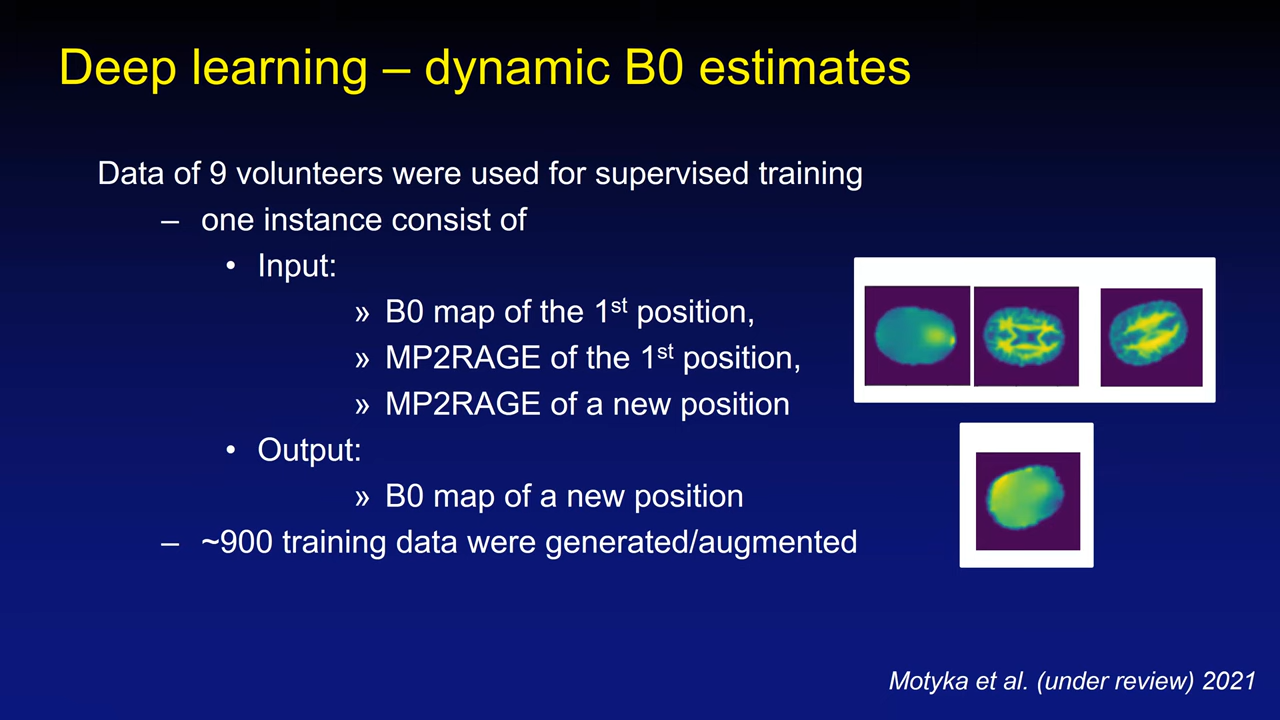 Deep learning – dynamic B0 estimates
Data of 9 volunteers were used for supervised training
– one instance consist of
• Input:
» B0 map of the 1st position,
» MP2RAGE of the 1st position,
» MP2RAGE of a new position
• Output:
» B0 map of a new position
– ~900 training data were generated/augmented
Motyka et al. (under review) 2021